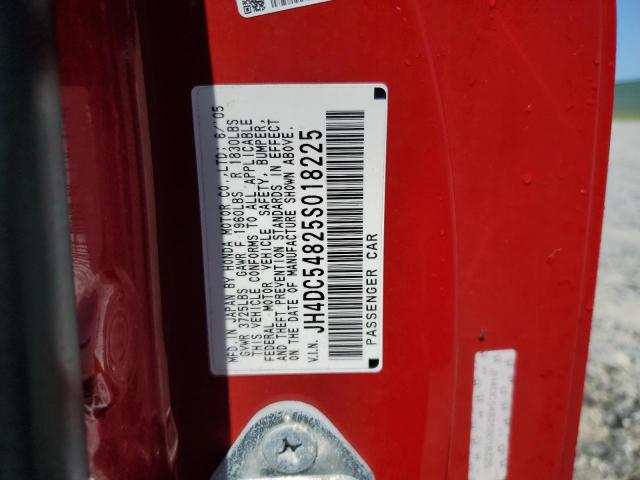 MFD. IN JAPAN BY HONDA MOTOR CO.,LTD; 6/'05
GVWR 3725LBS GAWR F 1960LBS R 1830LBS
THIS VEHICLE CONFORMS TO ALL APPLICABLE
FEDERAL MOTOR VEHICLE SAFETY, BUMPER,
AND THEFT PREVENTION STANDARDS IN EFFECT
ON THE DATE OF MANUFACTURE SHOWN ABOVE.
V.I.N. JH4DC54825S018225
PASSENGER CAR